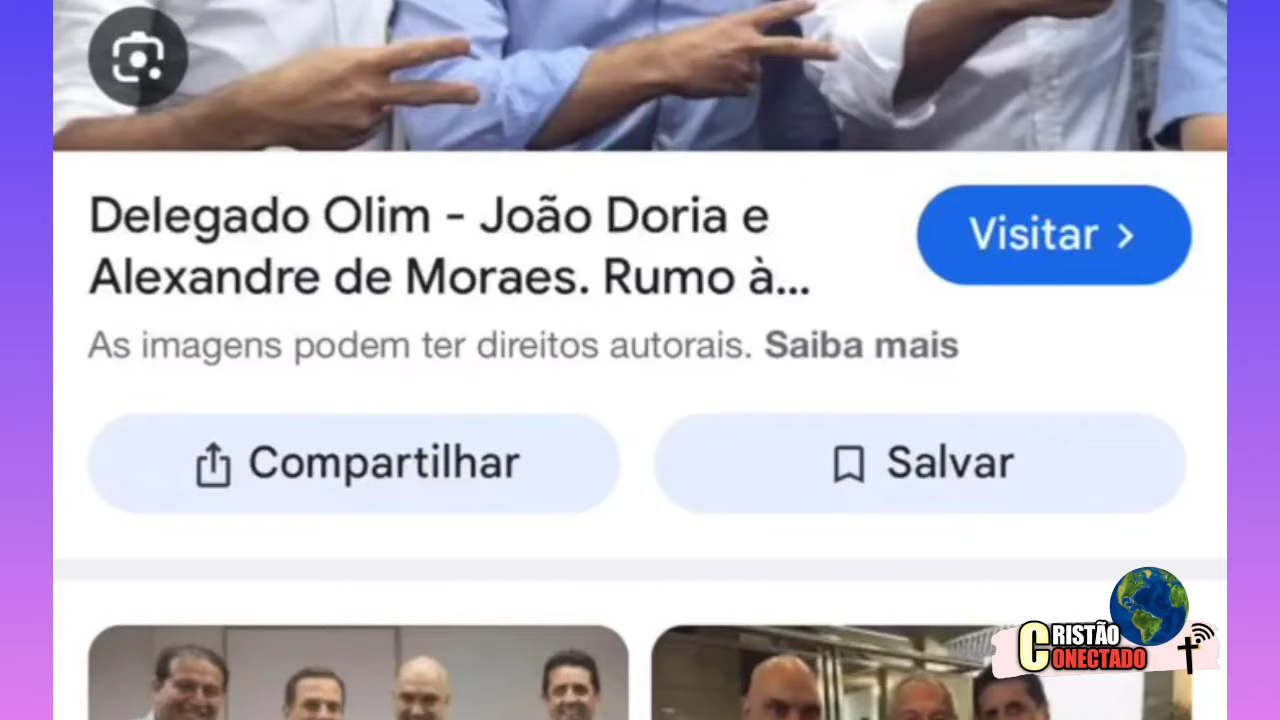 Delegado Olim - João Doria e
Alexandre de Moraes. Rumo à...
Visitar
As imagens podem ter direitos autorais. Saiba mais
Compartilhar
Salvar
CRISTÃO
CONECTADO